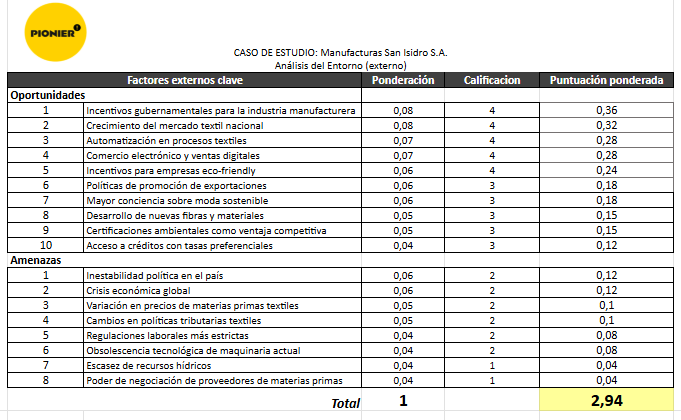 PIONIER
CASO DE ESTUDIO: Manufacturas San Isidro S.A.
Análisis del Entorno (externo)
Factores externos clave Ponderación Calificacion Puntuación ponderada
Oportunidades
1 Incentivos gubernamentales para la industria manufacturera 0,08 4 0,36
2 Crecimiento del mercado textil nacional 0,08 4 0,32
3 Automatización en procesos textiles 0,07 4 0,28
4 Comercio electrónico y ventas digitales 0,07 4 0,28
5 Incentivos para empresas eco-friendly 0,06 4 0,24
6 Políticas de promoción de exportaciones 0,06 3 0,18
7 Mayor conciencia sobre moda sostenible 0,06 3 0,18
8 Desarrollo de nuevas fibras y materiales 0,05 3 0,15
9 Certificaciones ambientales como ventaja competitiva 0,05 3 0,15
10 Acceso a créditos con tasas preferenciales 0,04 3 0,12
Amenazas
1 Inestabilidad política en el país 0,06 2 0,12
2 Crisis económica global 0,06 2 0,12
3 Variación en precios de materias primas textiles 0,05 2 0,1
4 Cambios en políticas tributarias textiles 0,05 2 0,1
5 Regulaciones laborales más estrictas 0,04 2 0,08
6 Obsolescencia tecnológica de maquinaria actual 0,04 2 0,08
7 Escasez de recursos hídricos 0,04 1 0,04
8 Poder de negociación de proveedores de materias primas 0,04 1 0,04
Total 1 2,94